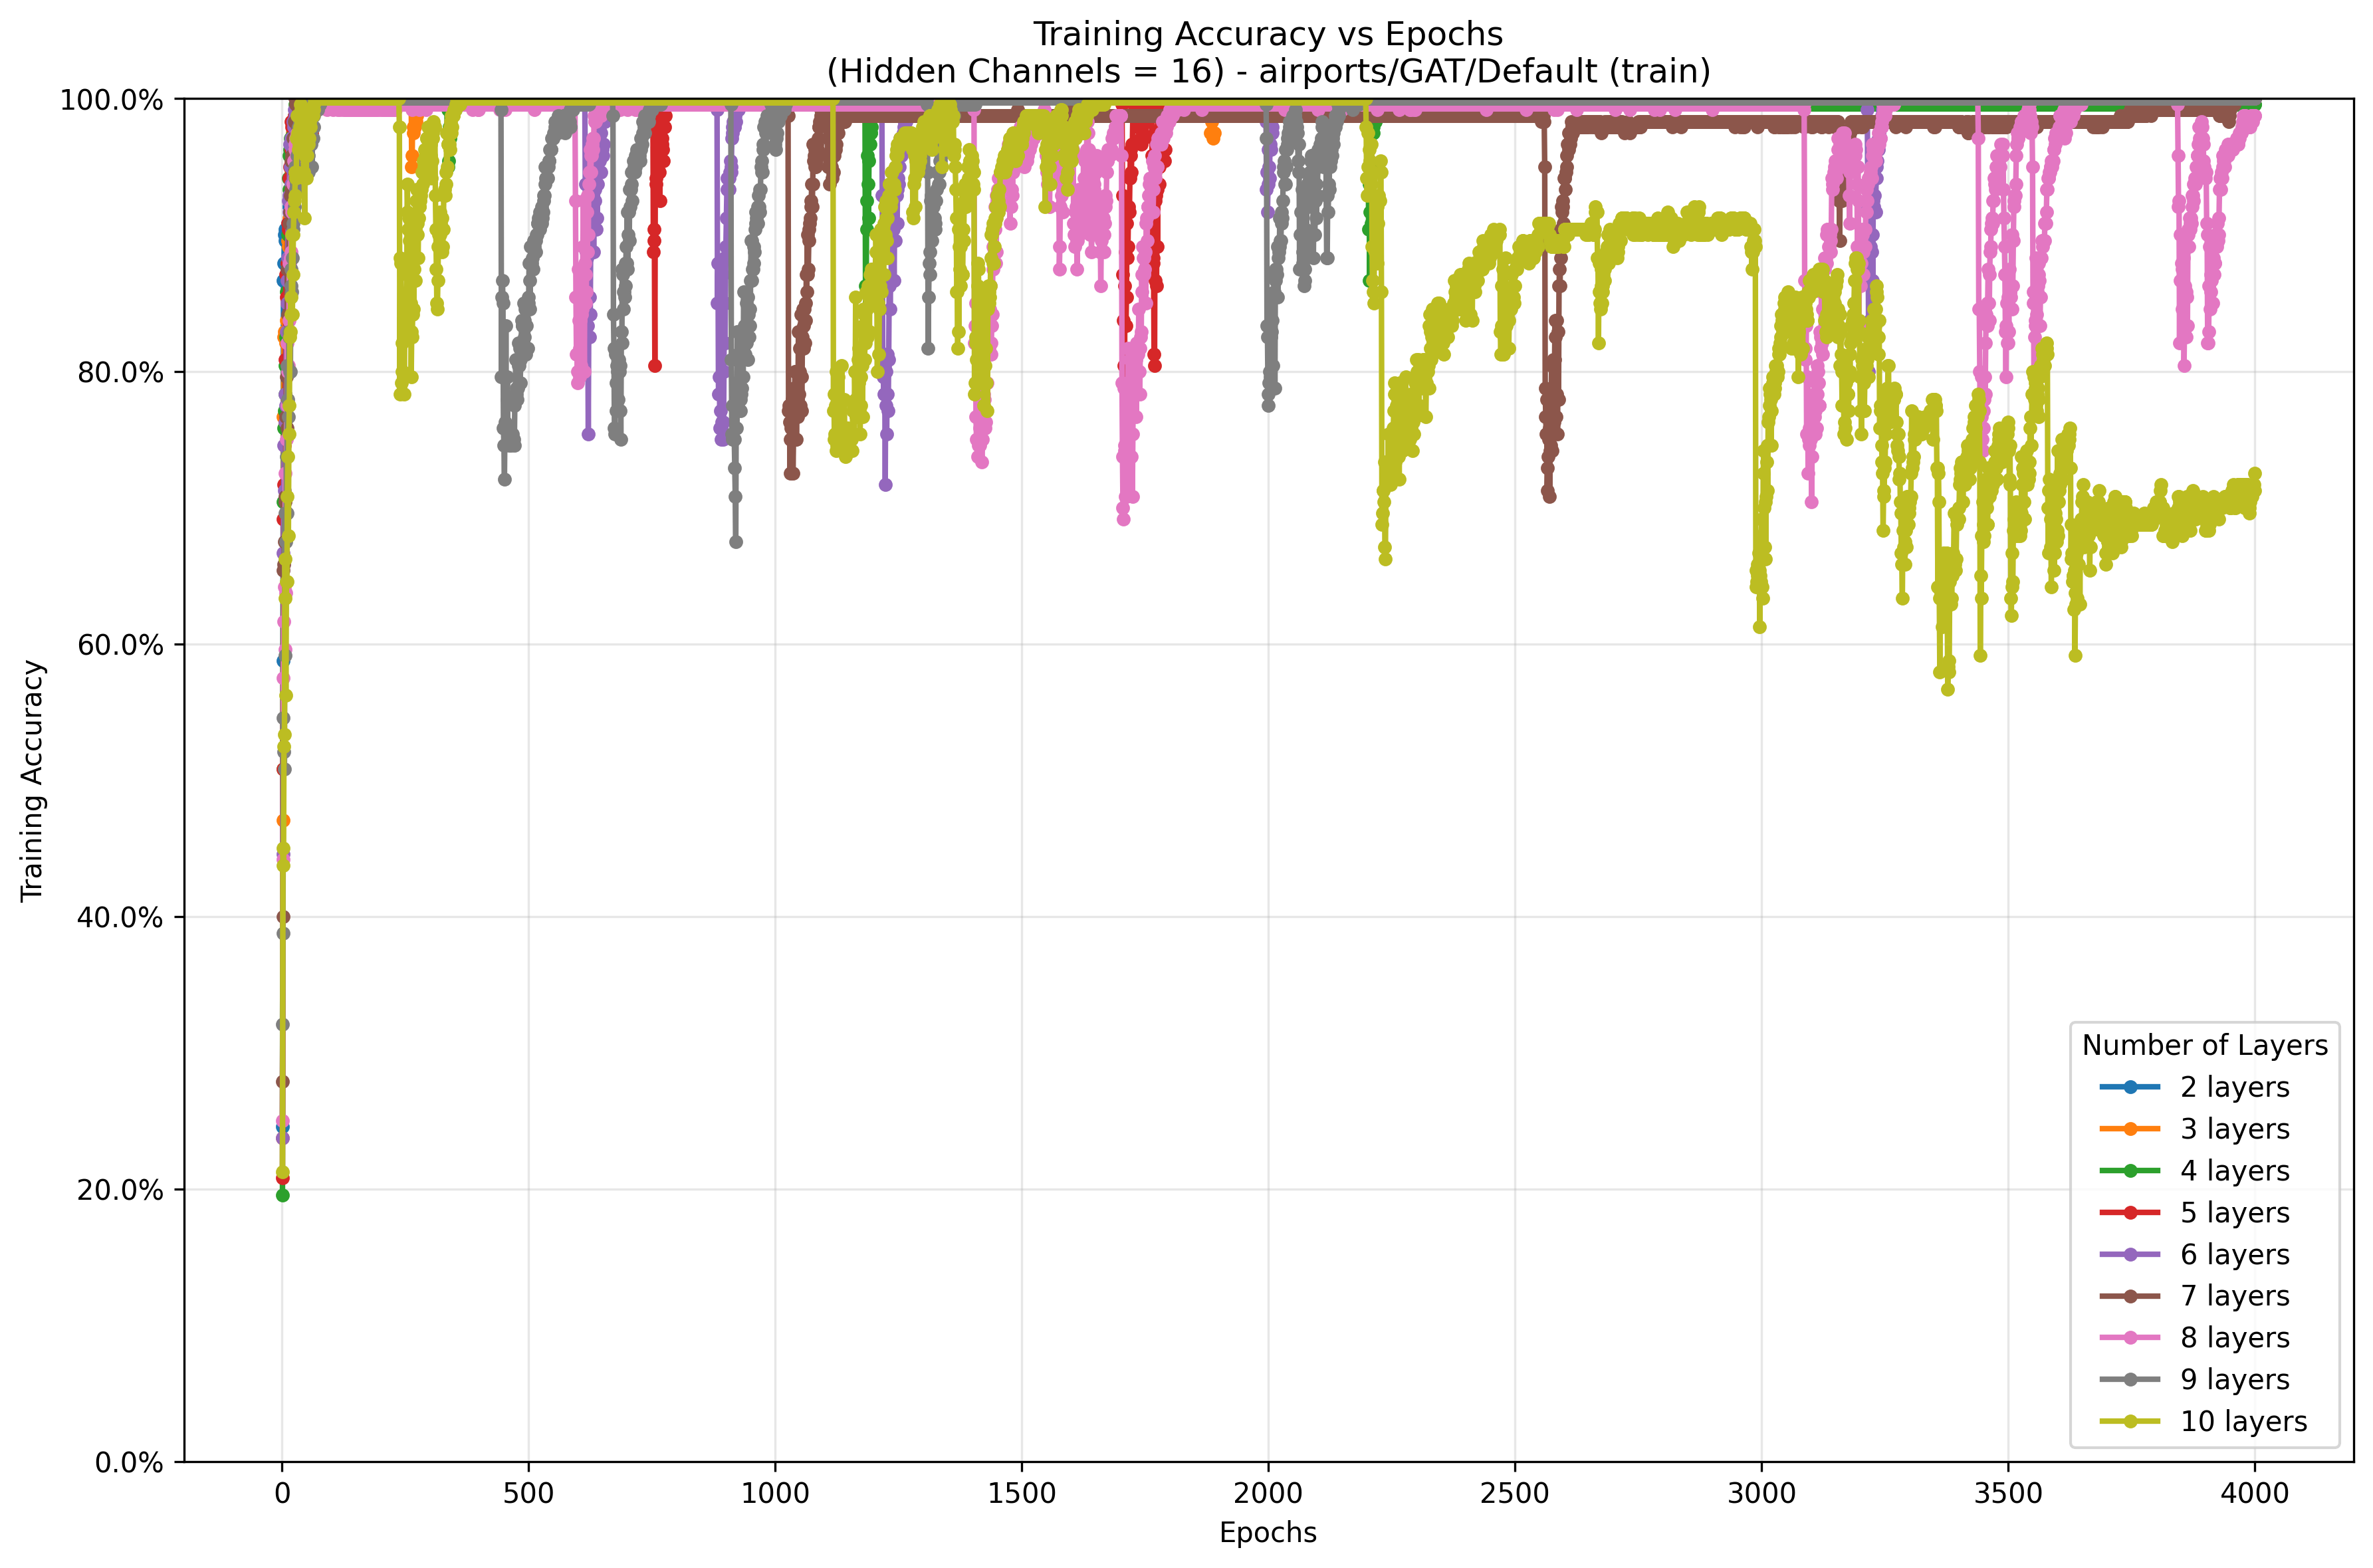 Training Accuracy vs Epochs
(Hidden Channels = 16) - airports/GAT/Default (train)
100.0%
80.0%
60.0%
40.0%
20.0%
0.0%
Training Accuracy
0 500 1000 1500 2000 2500 3000 3500 4000
Epochs
Number of Layers
2 layers
3 layers
4 layers
5 layers
6 layers
7 layers
8 layers
9 layers
10 layers